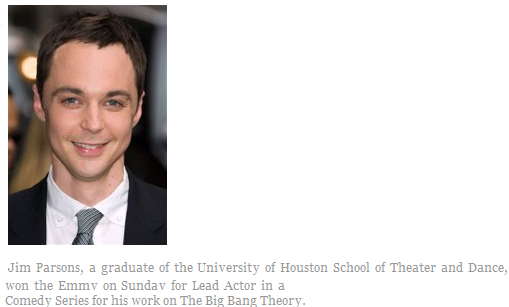 Jim Parsons, a graduate of the University of Houston School of Theater and Dance,
won the Emmy on Sunday for Lead Actor in a
Comedy Series for his work on The Big Bang Theory.